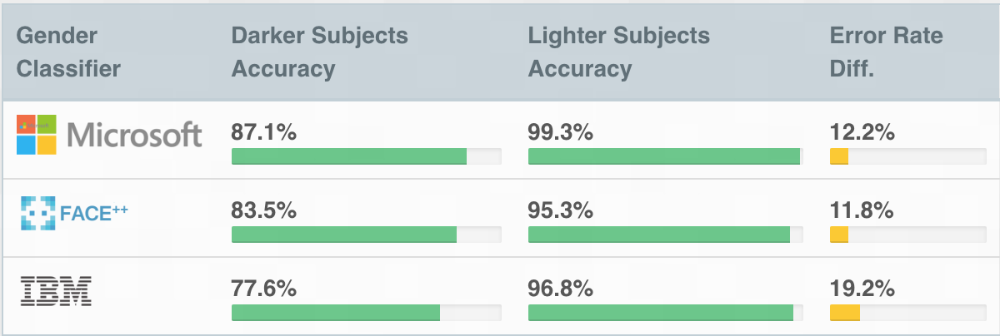 Gender Classifier
Darker Subjects Accuracy
Lighter Subjects Accuracy
Error Rate Diff.
Microsoft 87.1% 99.3% 12.2%
FACE++ 83.5% 95.3% 11.8%
IBM 77.6% 96.8% 19.2%